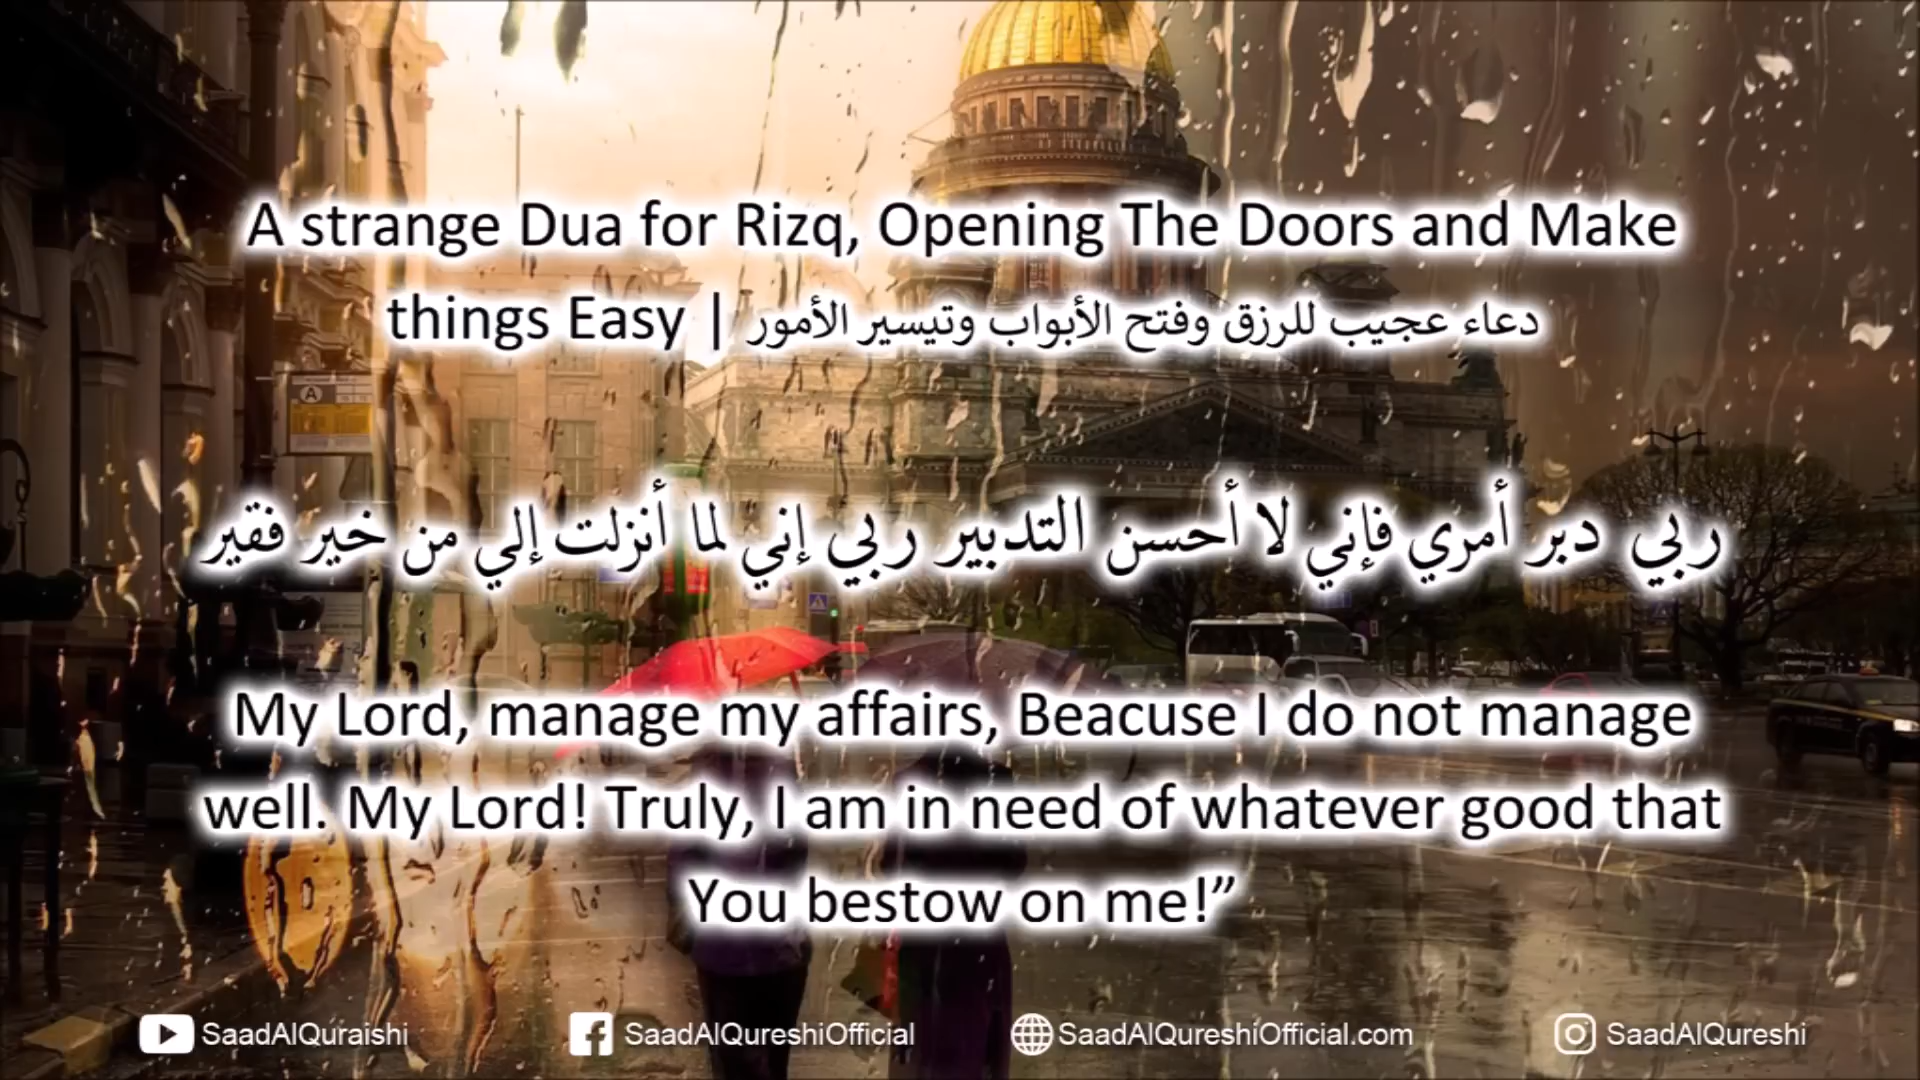 A strange Dua for Rizq, Opening The Doors and Make
things Easy | دعاء عجيب للرزق وفتح الأبواب وتيسير الأمور
ربي دبر أمري فإني لا أحسن التدبير ربي إني لما أنزلت إلي من خير فقير
My Lord, manage my affairs, Beacuse I do not manage
well. My Lord! Truly, I am in need of whatever good that
You bestow on me!”
SaadAlQuraishi
SaadAlQureshiOfficial
SaadAlQureshiOfficial.com
SaadAlQureshi
A